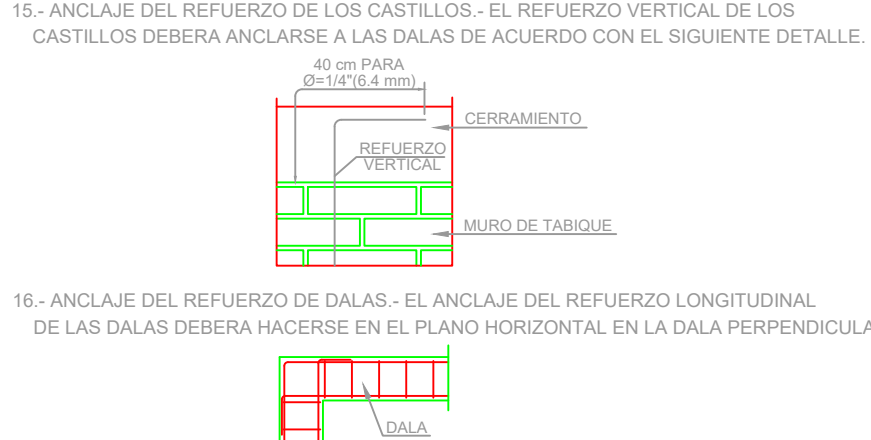 15.- ANCLAJE DEL REFUERZO DE LOS CASTILLOS.- EL REFUERZO VERTICAL DE LOS
CASTILLOS DEBERA ANCLARSE A LAS DALAS DE ACUERDO CON EL SIGUIENTE DETALLE.
40 cm PARA
Ø=1/4"(6.4 mm)
CERRAMIENTO
REFUERZO
VERTICAL
MURO DE TABIQUE
16.- ANCLAJE DEL REFUERZO DE DALAS.- EL ANCLAJE DEL REFUERZO LONGITUDINAL
DE LAS DALAS DEBERA HACERSE EN EL PLANO HORIZONTAL EN LA DALA PERPENDICULA
DALA